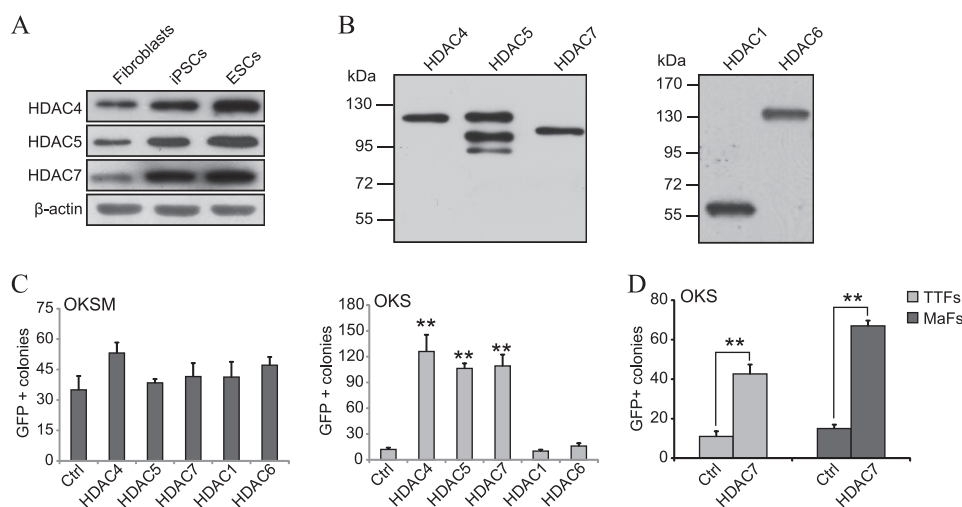 A
Fibroblasts
iPSCs
ESCs
HDAC4
HDAC5
HDAC7
β-actin
B
kDa
HDAC4
HDAC5
HDAC7
130
95
72
55
kDa
HDAC1
HDAC6
170
130
95
72
55
C
OKSM
GFP + colonies
75
60
45
30
15
0
Ctrl
HDAC4
HDAC5
HDAC7
HDAC1
HDAC6
OKS
GFP + colonies
180
150
120
90
60
30
0
**
**
**
Ctrl
HDAC4
HDAC5
HDAC7
HDAC1
HDAC6
D
OKS
TTFs
MaFs
GFP+ colonies
80
60
40
20
0
**
**
Ctrl
HDAC7
Ctrl
HDAC7